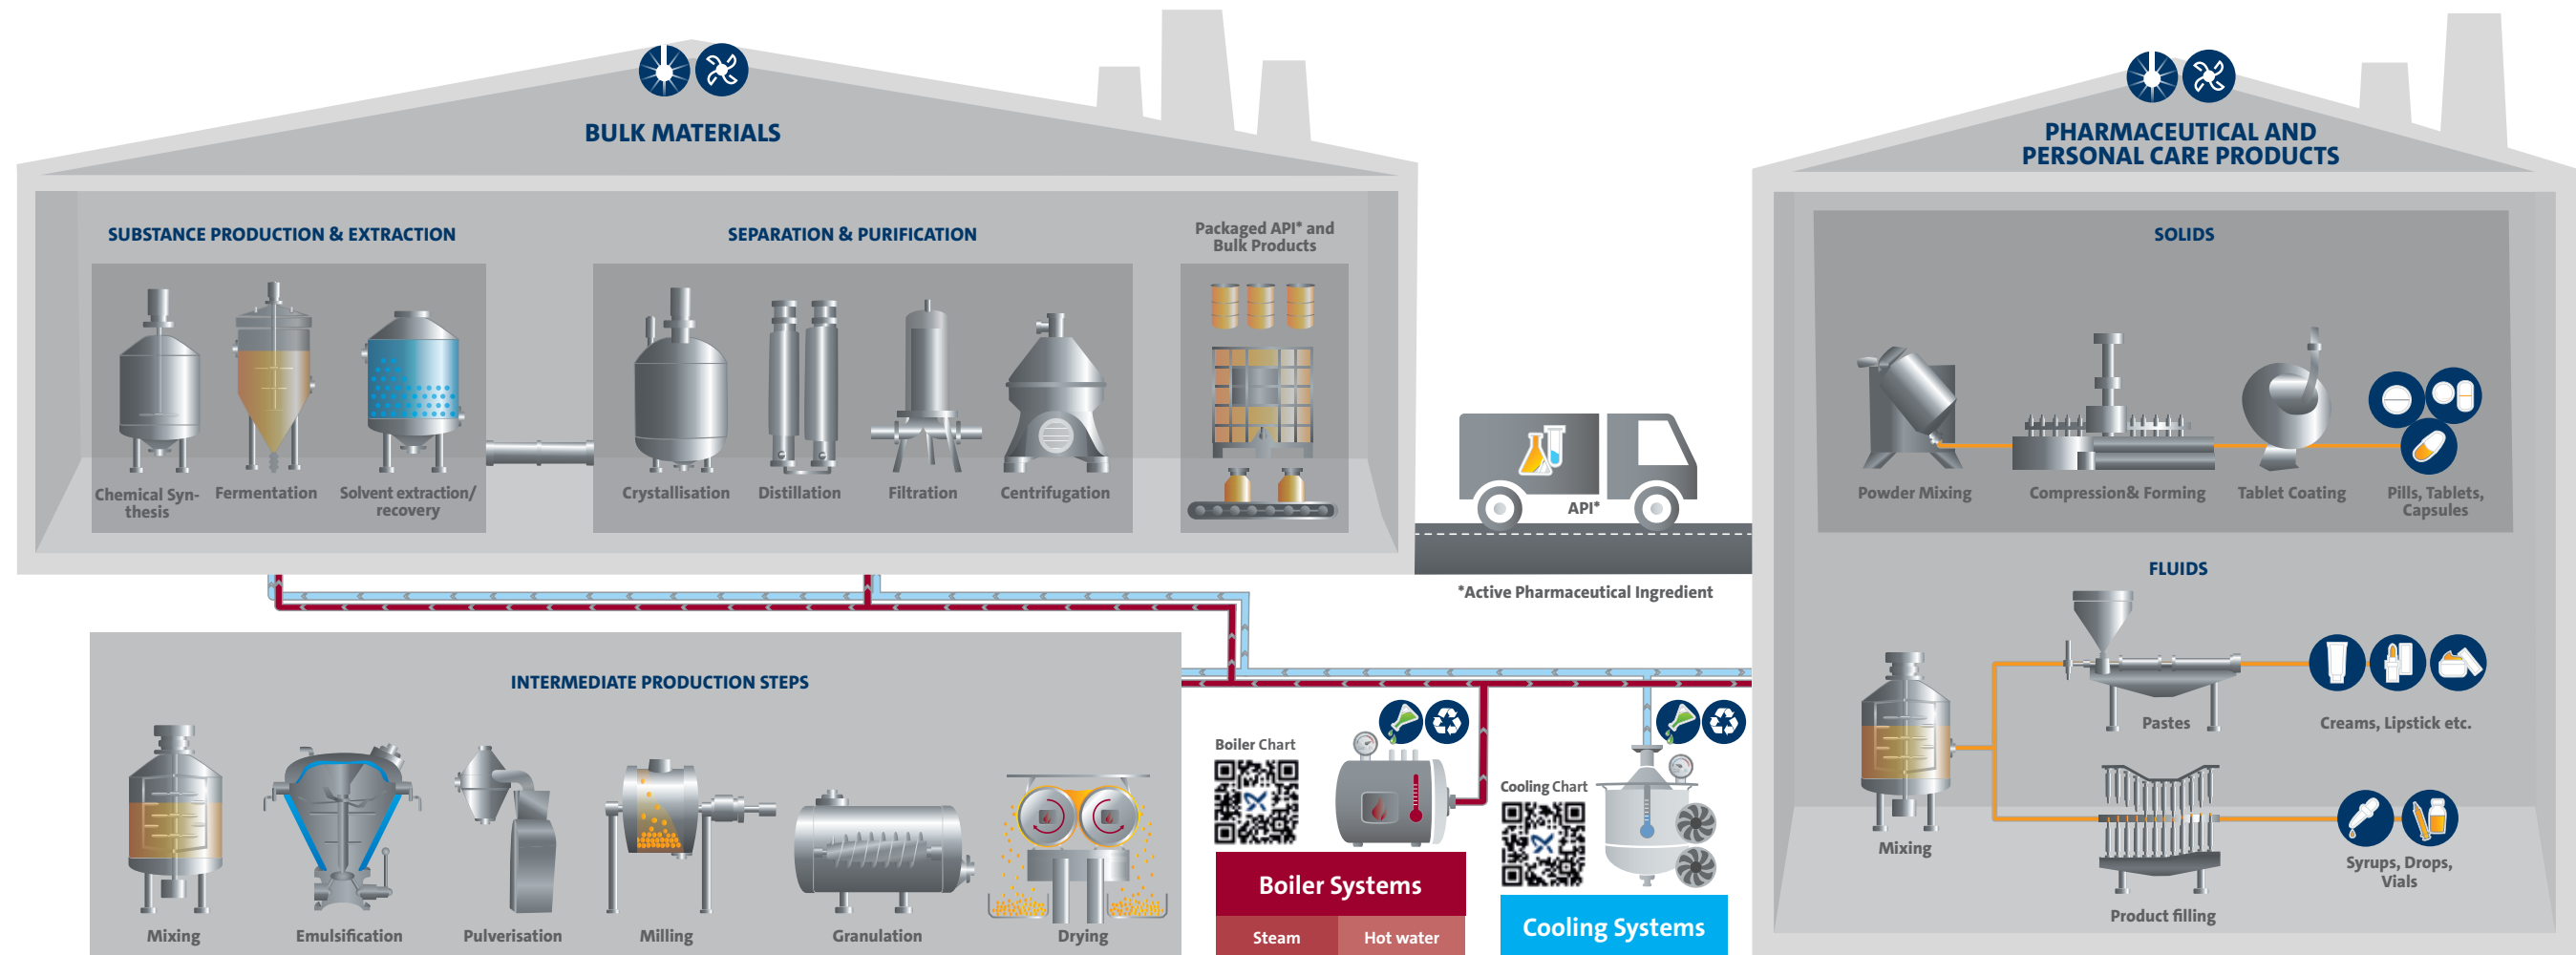 BULK MATERIALS
SUBSTANCE PRODUCTION & EXTRACTION
Chemical Syn-
thesis
Fermentation
Solvent extraction/
recovery
SEPARATION & PURIFICATION
Crystallisation
Distillation
Filtration
Centrifugation
Packaged API* and
Bulk Products
API*
*Active Pharmaceutical Ingredient
PHARMACEUTICAL AND
PERSONAL CARE PRODUCTS
SOLIDS
Powder Mixing
Compression& Forming
Tablet Coating
Pills, Tablets,
Capsules
FLUIDS
Mixing
Pastes
Creams, Lipstick etc.
Product filling
Syrups, Drops,
Vials
INTERMEDIATE PRODUCTION STEPS
Mixing
Emulsification
Pulverisation
Milling
Granulation
Drying
Boiler Chart
Boiler Systems
Steam
Hot water
Cooling Chart
Cooling Systems